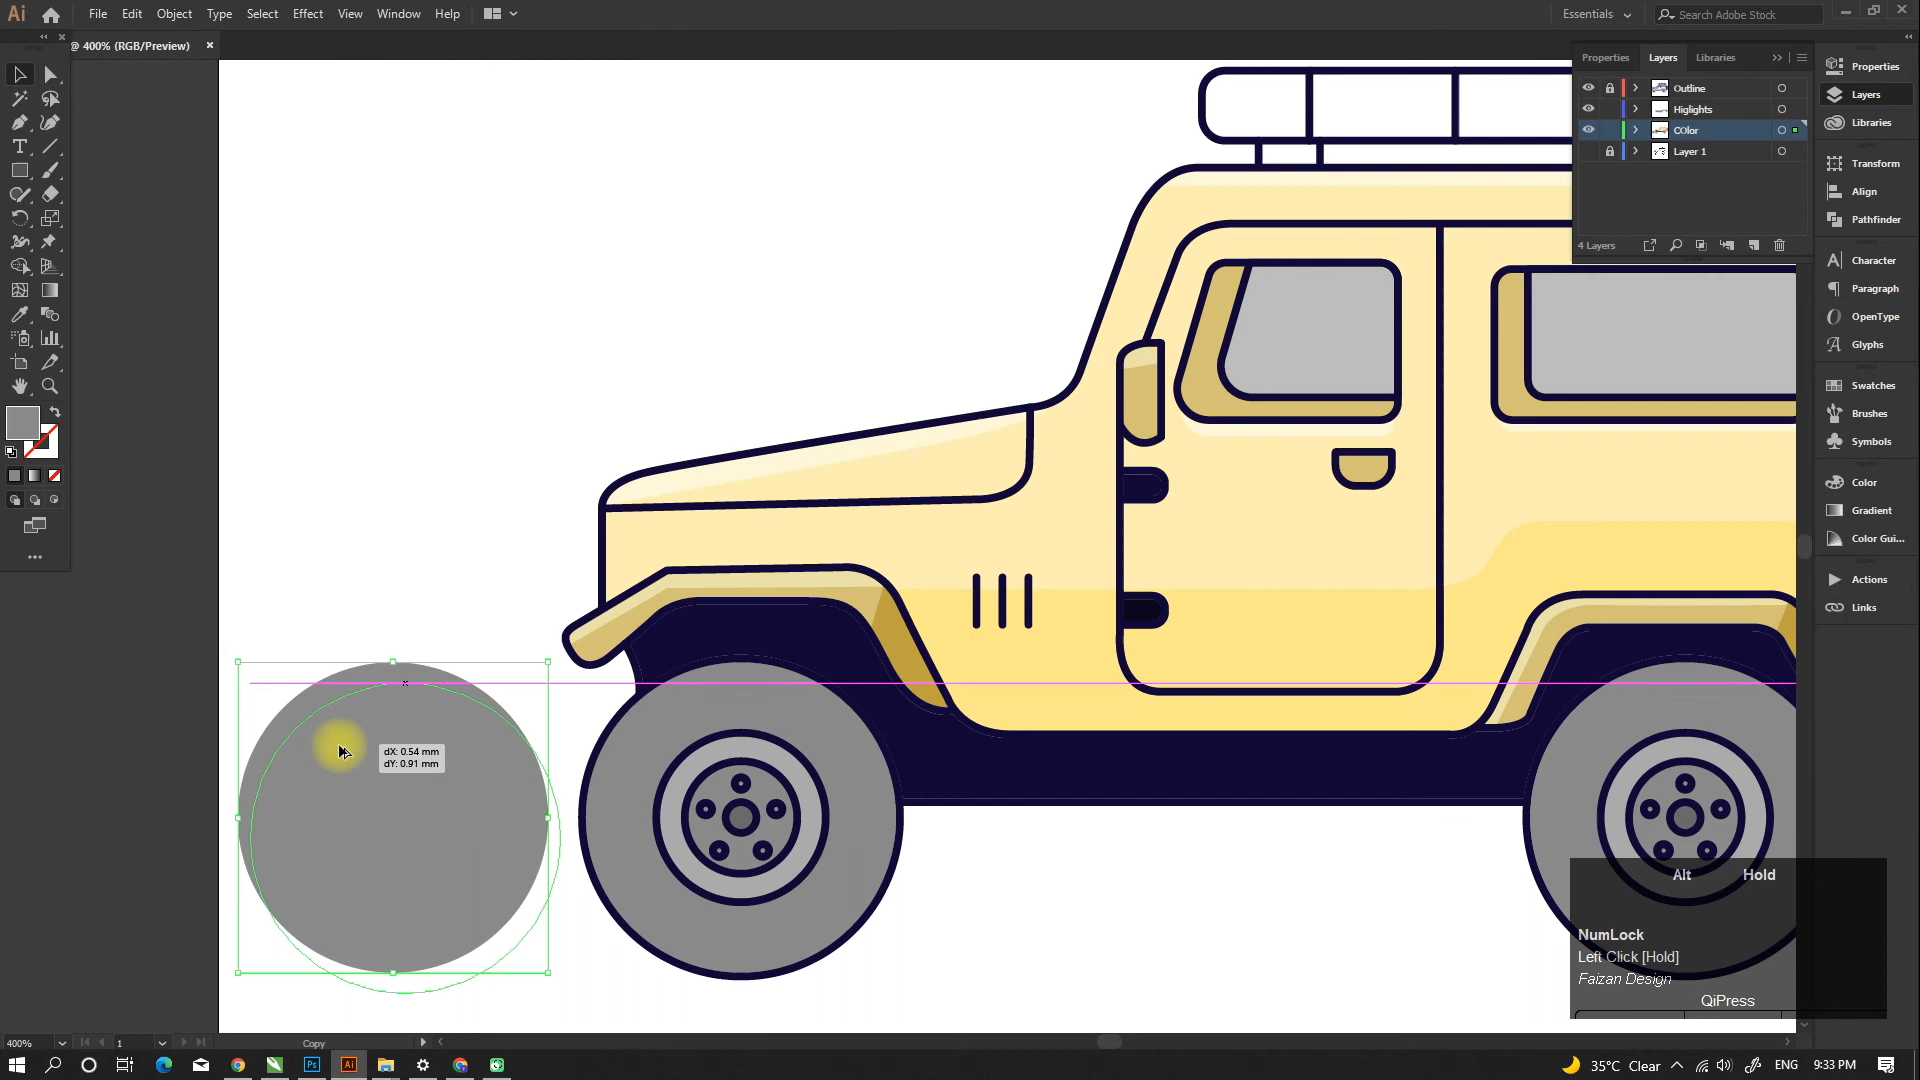 Ai File Edit Object Type Select Effect View Window Help Essentials Search Adobe Stock
@ 400% (RGB/Preview) ×
Properties Layers Libraries
Outline
Higlights
COlor
Layer 1
4 Layers
Properties
Layers
Libraries
Transform
Align
Pathfinder
Character
Paragraph
OpenType
Glyphs
Swatches
Brushes
Symbols
Color
Gradient
Color Gui...
Actions
Links
dX: 0.54 mm
dY: 0.91 mm
Alt Hold
NumLock
Left Click [Hold]
Faizan Design
QiPress
400% 1 Copy
Ps Ai 35°C Clear ENG 9:33 PM